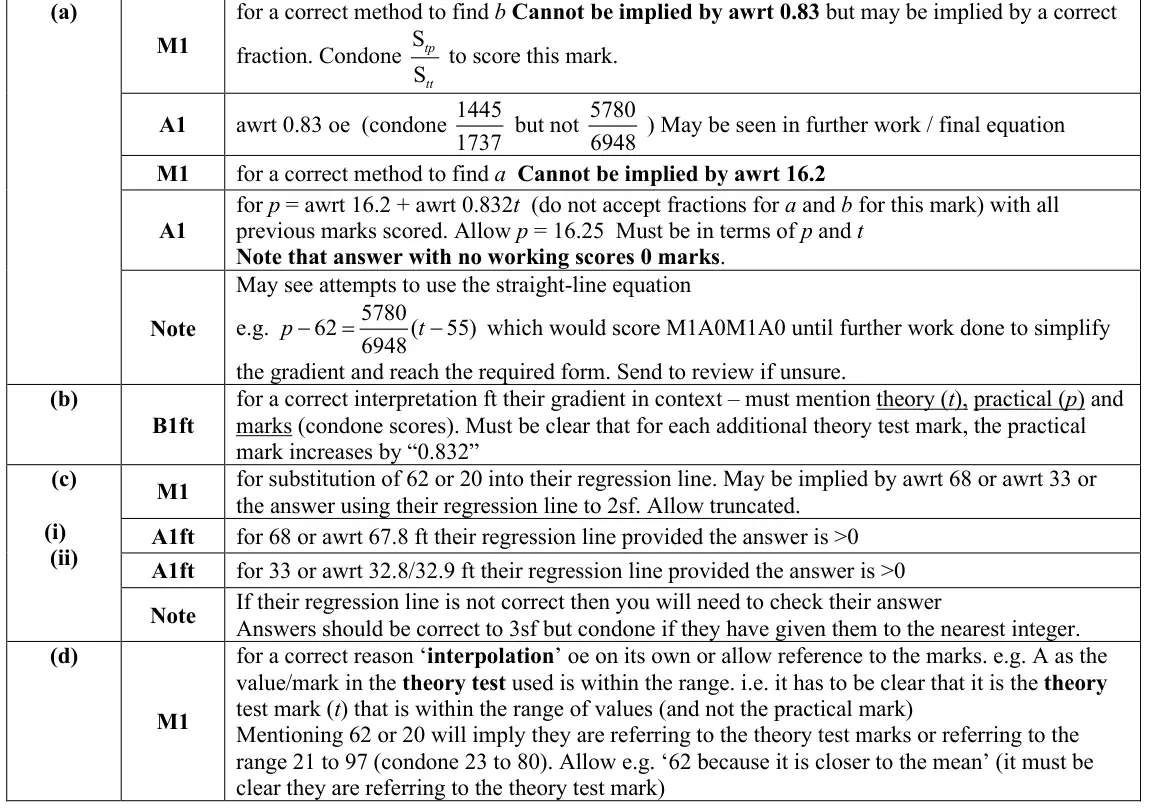 (a)
M1
for a correct method to find b Cannot be implied by awrt 0.83 but may be implied by a correct
fraction. Condone S_tp/S_tt to score this mark.
A1
awrt 0.83 oe (condone 1445/1737 but not 5780/6948 ) May be seen in further work / final equation
M1
for a correct method to find a Cannot be implied by awrt 16.2
A1
for p = awrt 16.2 + awrt 0.832t (do not accept fractions for a and b for this mark) with all
previous marks scored. Allow p = 16.25 Must be in terms of p and t
Note that answer with no working scores 0 marks.
Note
May see attempts to use the straight-line equation
e.g. p − 62 = 5780/6948 (t − 55) which would score M1A0M1A0 until further work done to simplify
the gradient and reach the required form. Send to review if unsure.
(b)
B1ft
for a correct interpretation ft their gradient in context – must mention theory (t), practical (p) and
marks (condone scores). Must be clear that for each additional theory test mark, the practical
mark increases by “0.832”
(c)
M1
for substitution of 62 or 20 into their regression line. May be implied by awrt 68 or awrt 33 or
the answer using their regression line to 2sf. Allow truncated.
(i)
A1ft
for 68 or awrt 67.8 ft their regression line provided the answer is >0
(ii)
A1ft
for 33 or awrt 32.8/32.9 ft their regression line provided the answer is >0
Note
If their regression line is not correct then you will need to check their answer
Answers should be correct to 3sf but condone if they have given them to the nearest integer.
(d)
M1
for a correct reason ‘interpolation’ oe on its own or allow reference to the marks. e.g. A as the
value/mark in the theory test used is within the range. i.e. it has to be clear that it is the theory
test mark (t) that is within the range of values (and not the practical mark)
Mentioning 62 or 20 will imply they are referring to the theory test marks or referring to the
range 21 to 97 (condone 23 to 80). Allow e.g. ‘62 because it is closer to the mean’ (it must be
clear they are referring to the theory test mark)